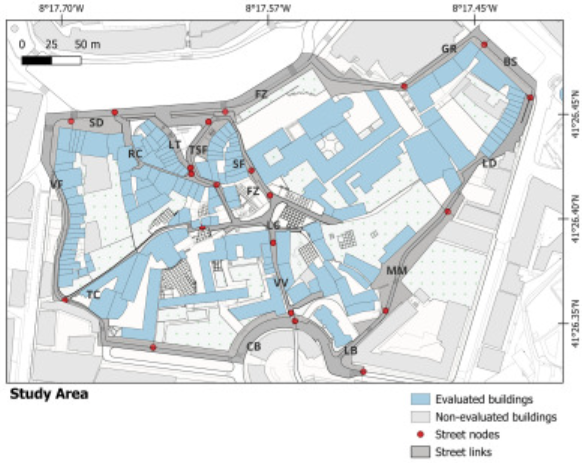 8°17.70"W 8°17.57"W 8°17.45"W
0 25 50 m
GR
BS
FZ
41°26.45'N
SD
LT
TSF
RC
SF
LD
VF
FZ
41°26.40'N
LG
MM
VV
TC
41°26.35'N
CB
LB
Study Area
Evaluated buildings
Non-evaluated buildings
Street nodes
Street links